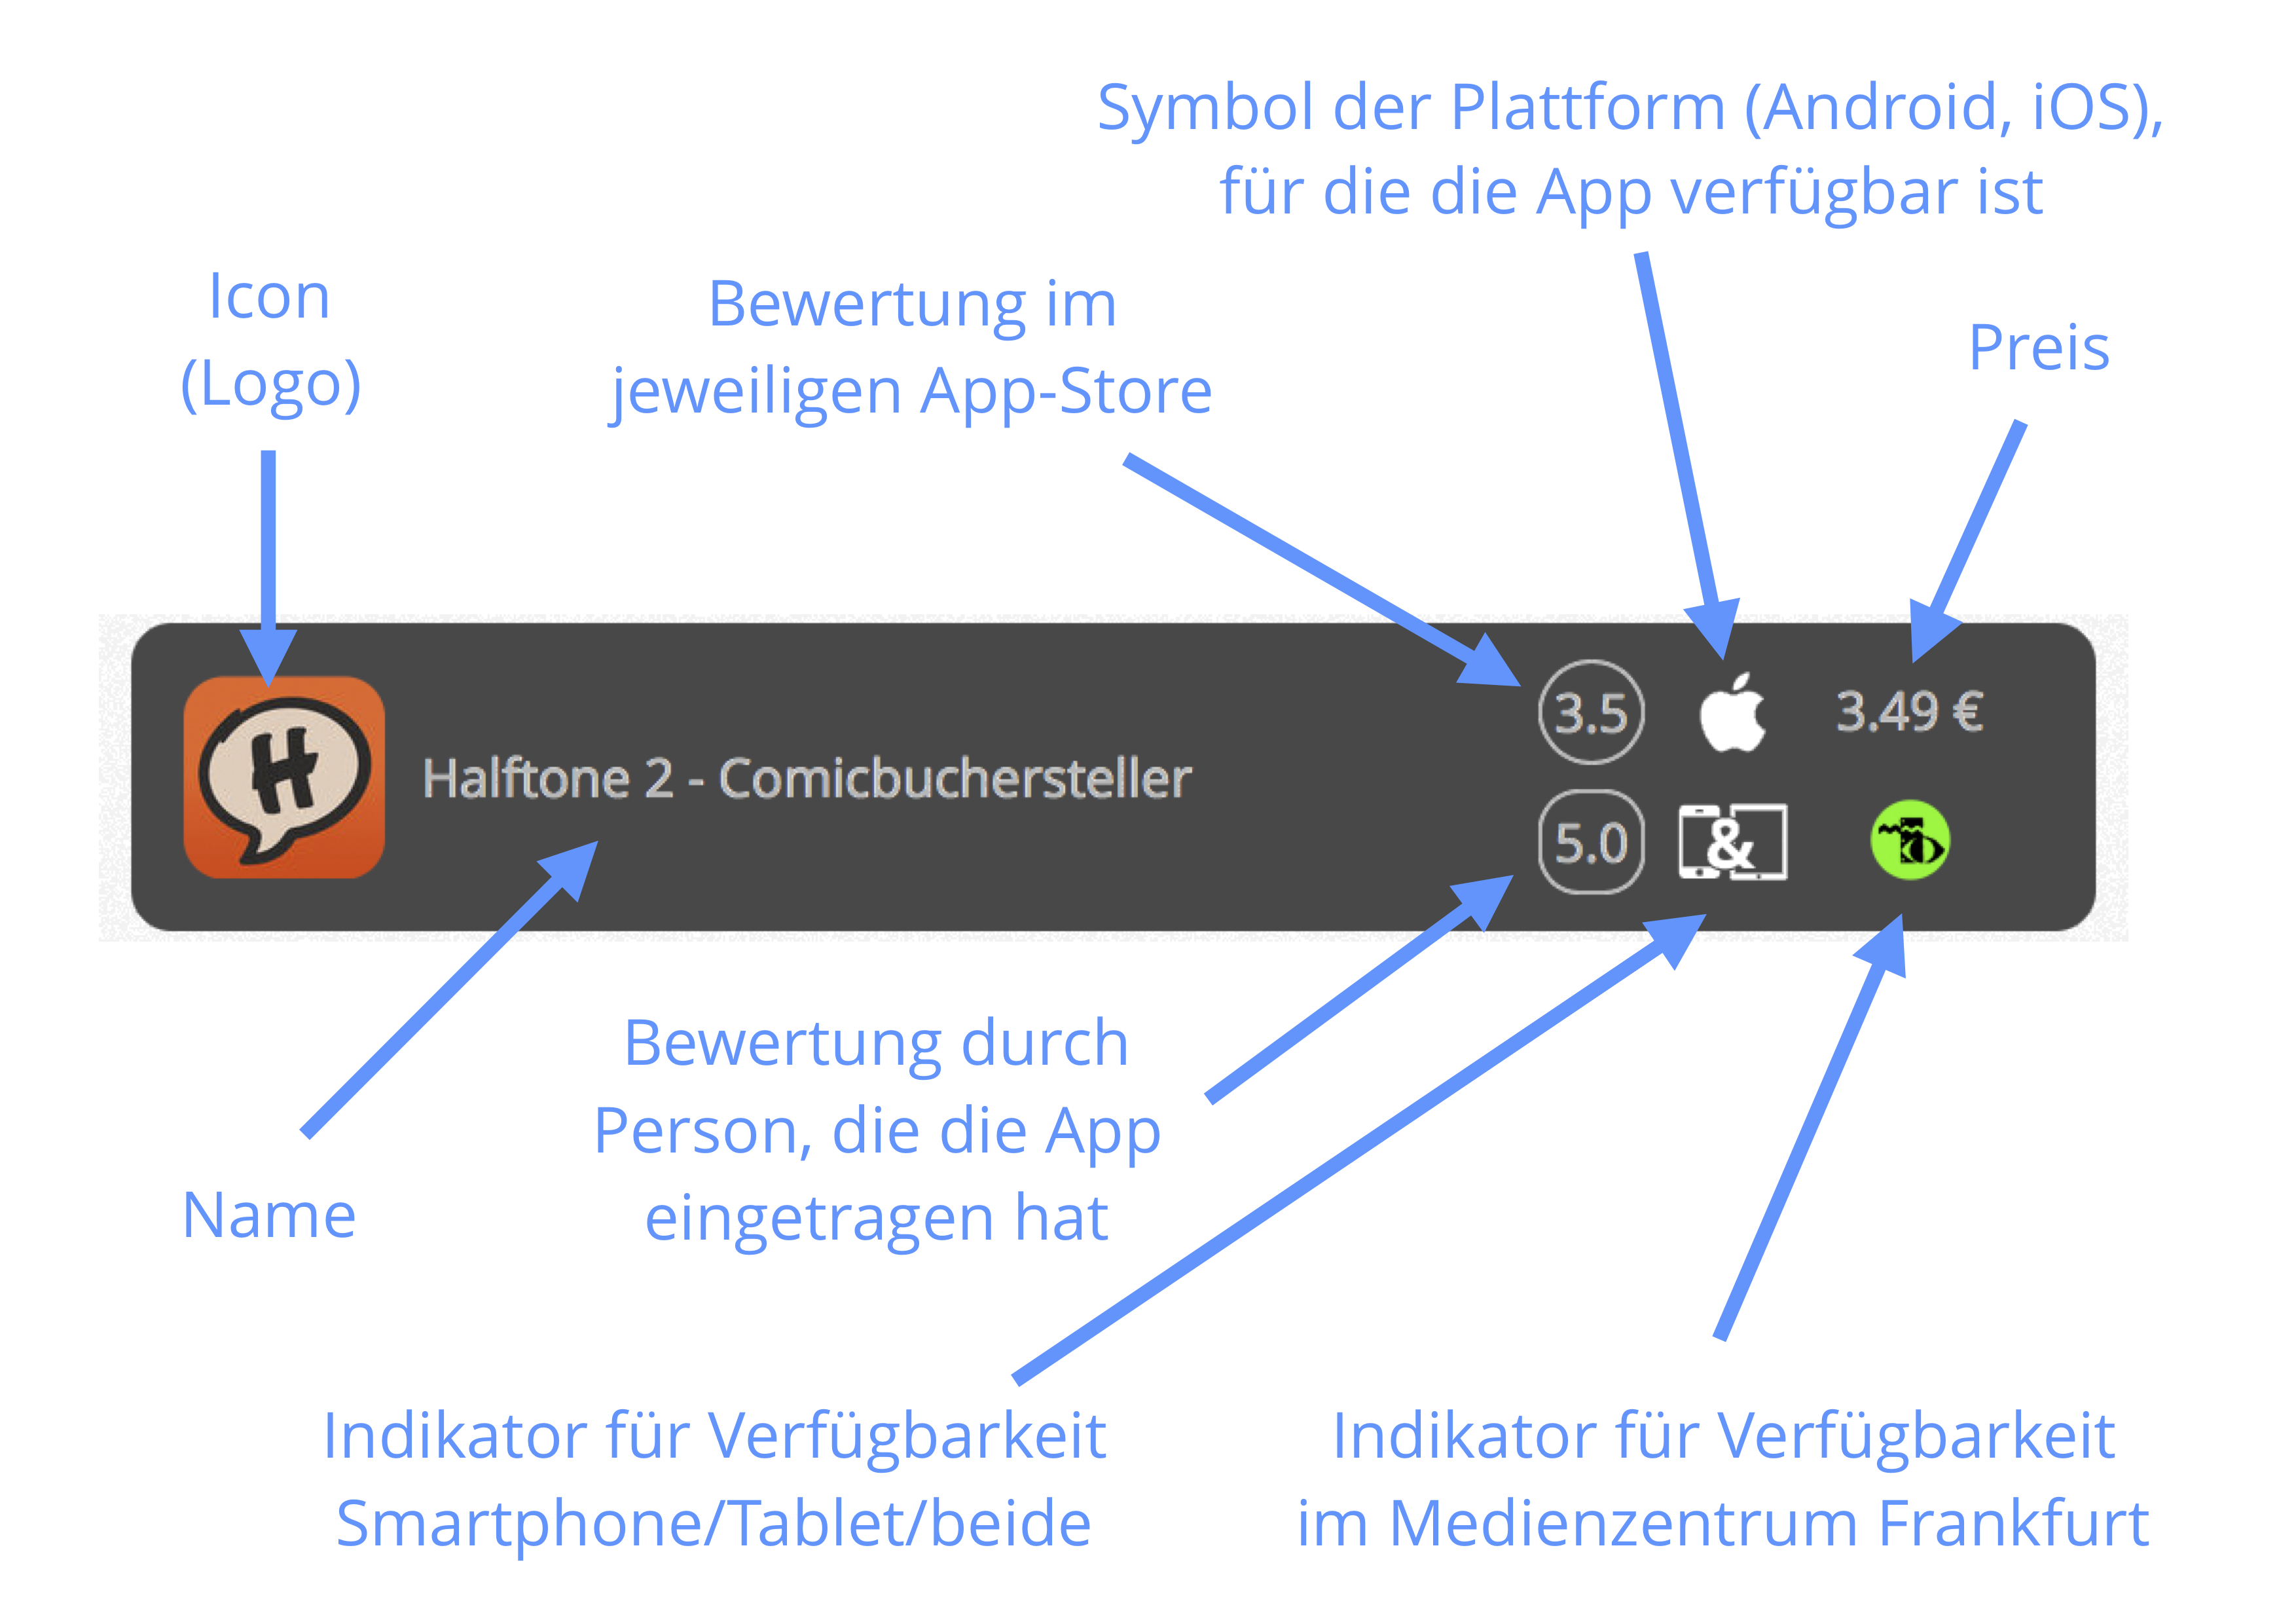 Symbol der Plattform (Android, iOS),
für die die App verfügbar ist
Icon
(Logo)
Bewertung im
jeweiligen App-Store
Preis
H
Halftone 2 - Comicbuchersteller
3.5
3.49 €
5.0
&
Bewertung durch
Person, die die App
eingetragen hat
Name
Indikator für Verfügbarkeit
Smartphone/Tablet/beide
Indikator für Verfügbarkeit
im Medienzentrum Frankfurt